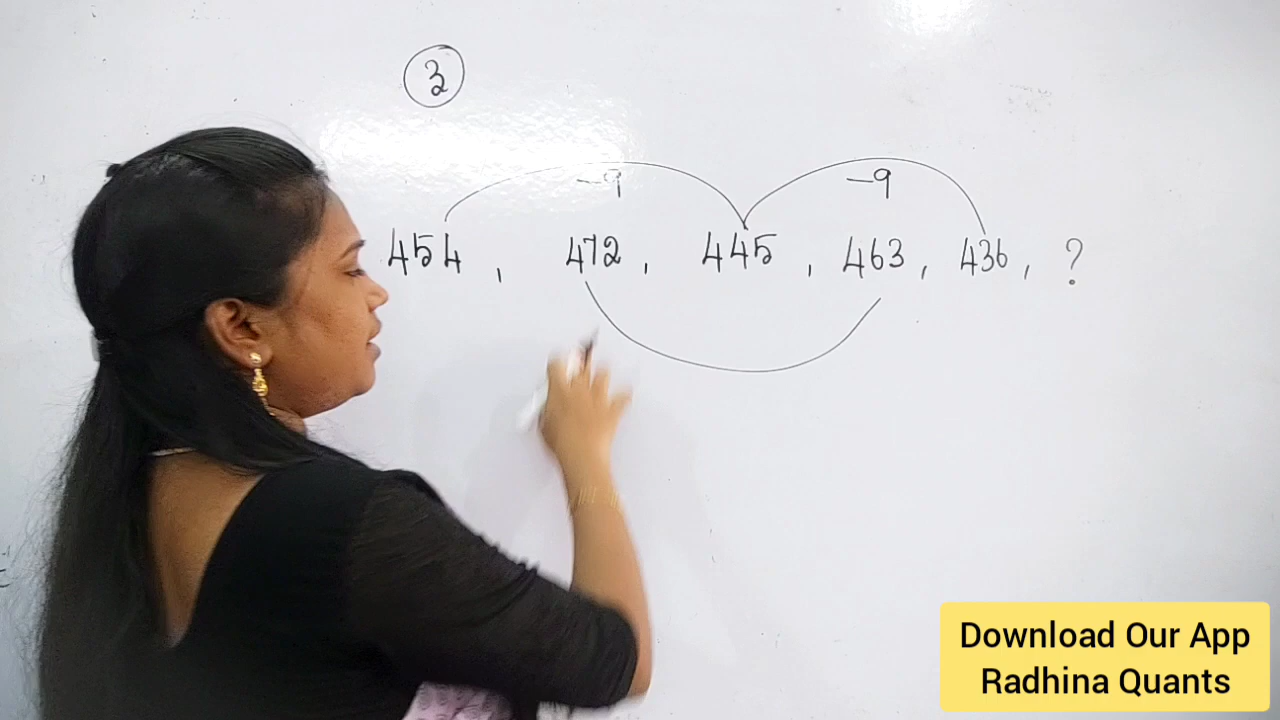 3
-9 -9
454, 472, 445, 463, 436, ?
Download Our App
Radhina Quants